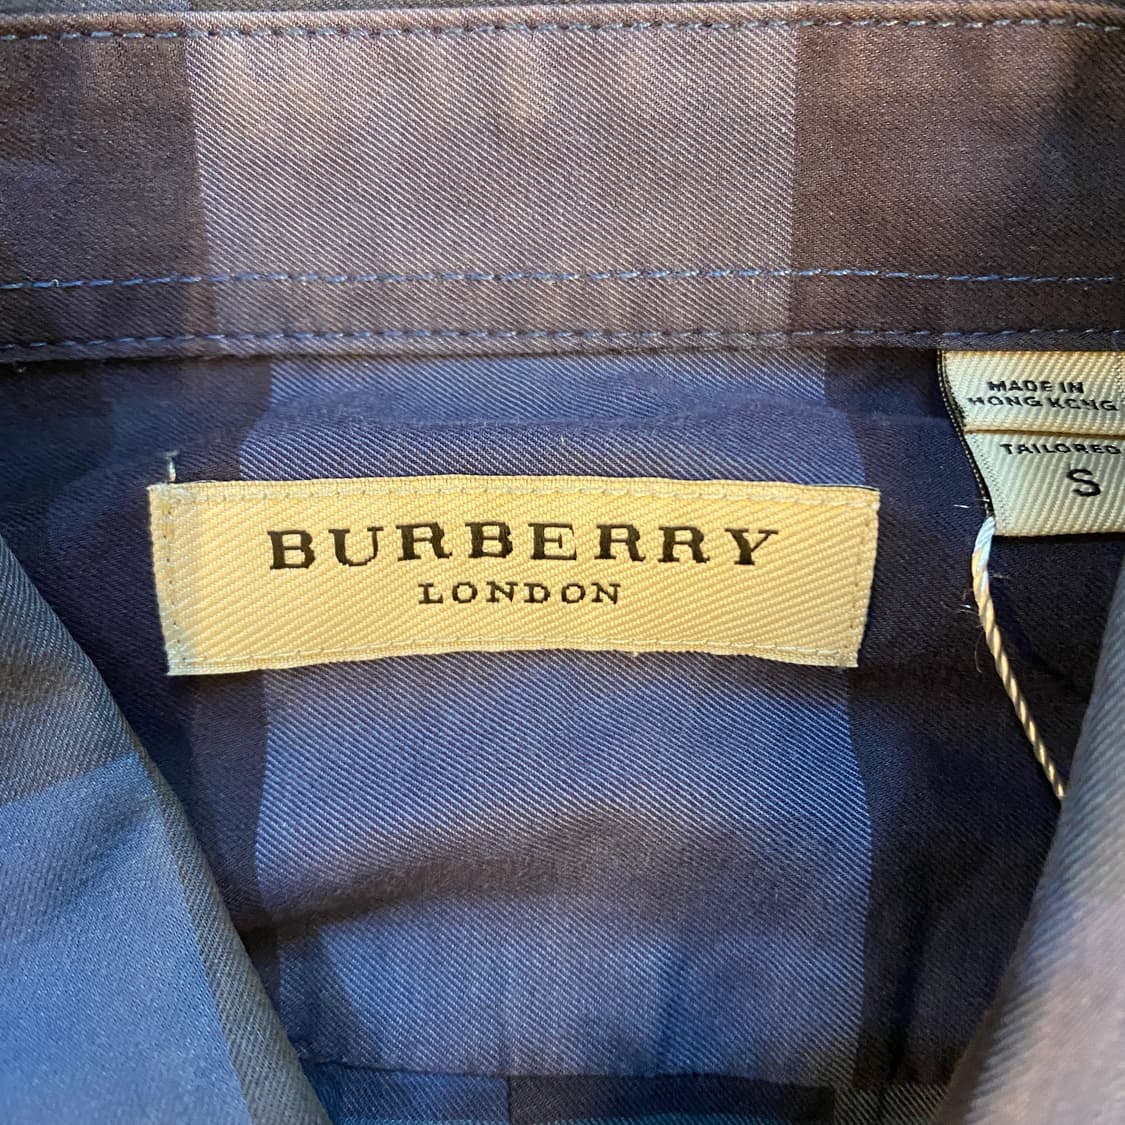 BURBERRY
LONDON
MADE IN
HONG KONG
TAILORED
S